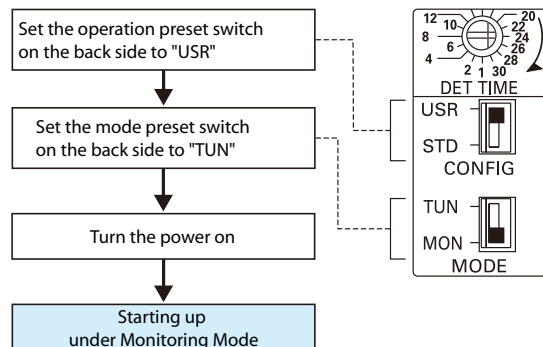 Set the operation preset switch
on the back side to "USR"
Set the mode preset switch
on the back side to "TUN"
Turn the power on
Starting up
under Monitoring Mode
12 10 20
8 22
6 24
4 26
2 1 30 28
DET TIME
USR
STD
CONFIG
TUN
MON
MODE